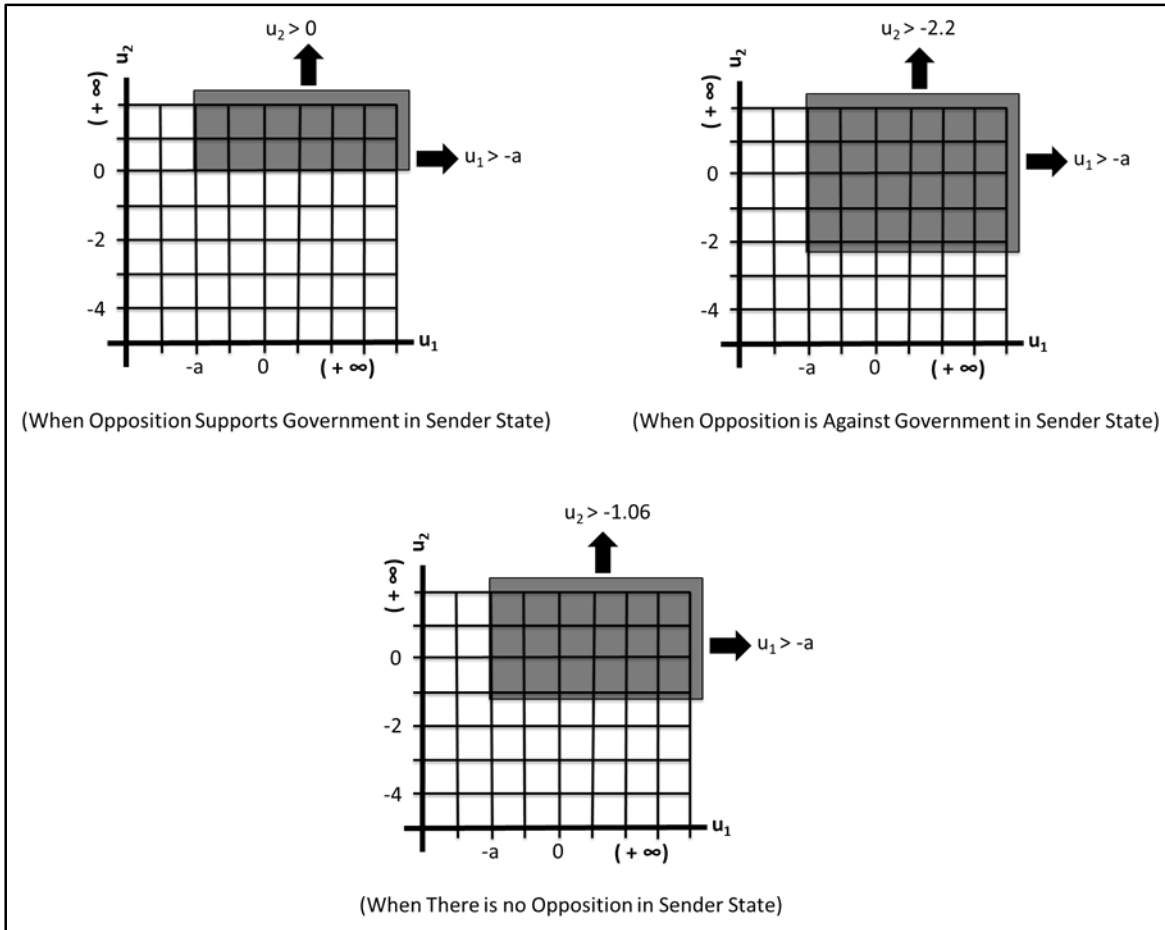 u₂ > 0
u₂
(+ ∞)
0
-2
-4
u₁ > -a
u₁
-a 0 (+ ∞)
(When Opposition Supports Government in Sender State)
u₂ > -2.2
u₂
(+ ∞)
0
-2
-4
u₁ > -a
u₁
-a 0 (+ ∞)
(When Opposition is Against Government in Sender State)
u₂ > -1.06
u₂
(+ ∞)
0
-2
-4
u₁ > -a
u₁
-a 0 (+ ∞)
(When There is no Opposition in Sender State)